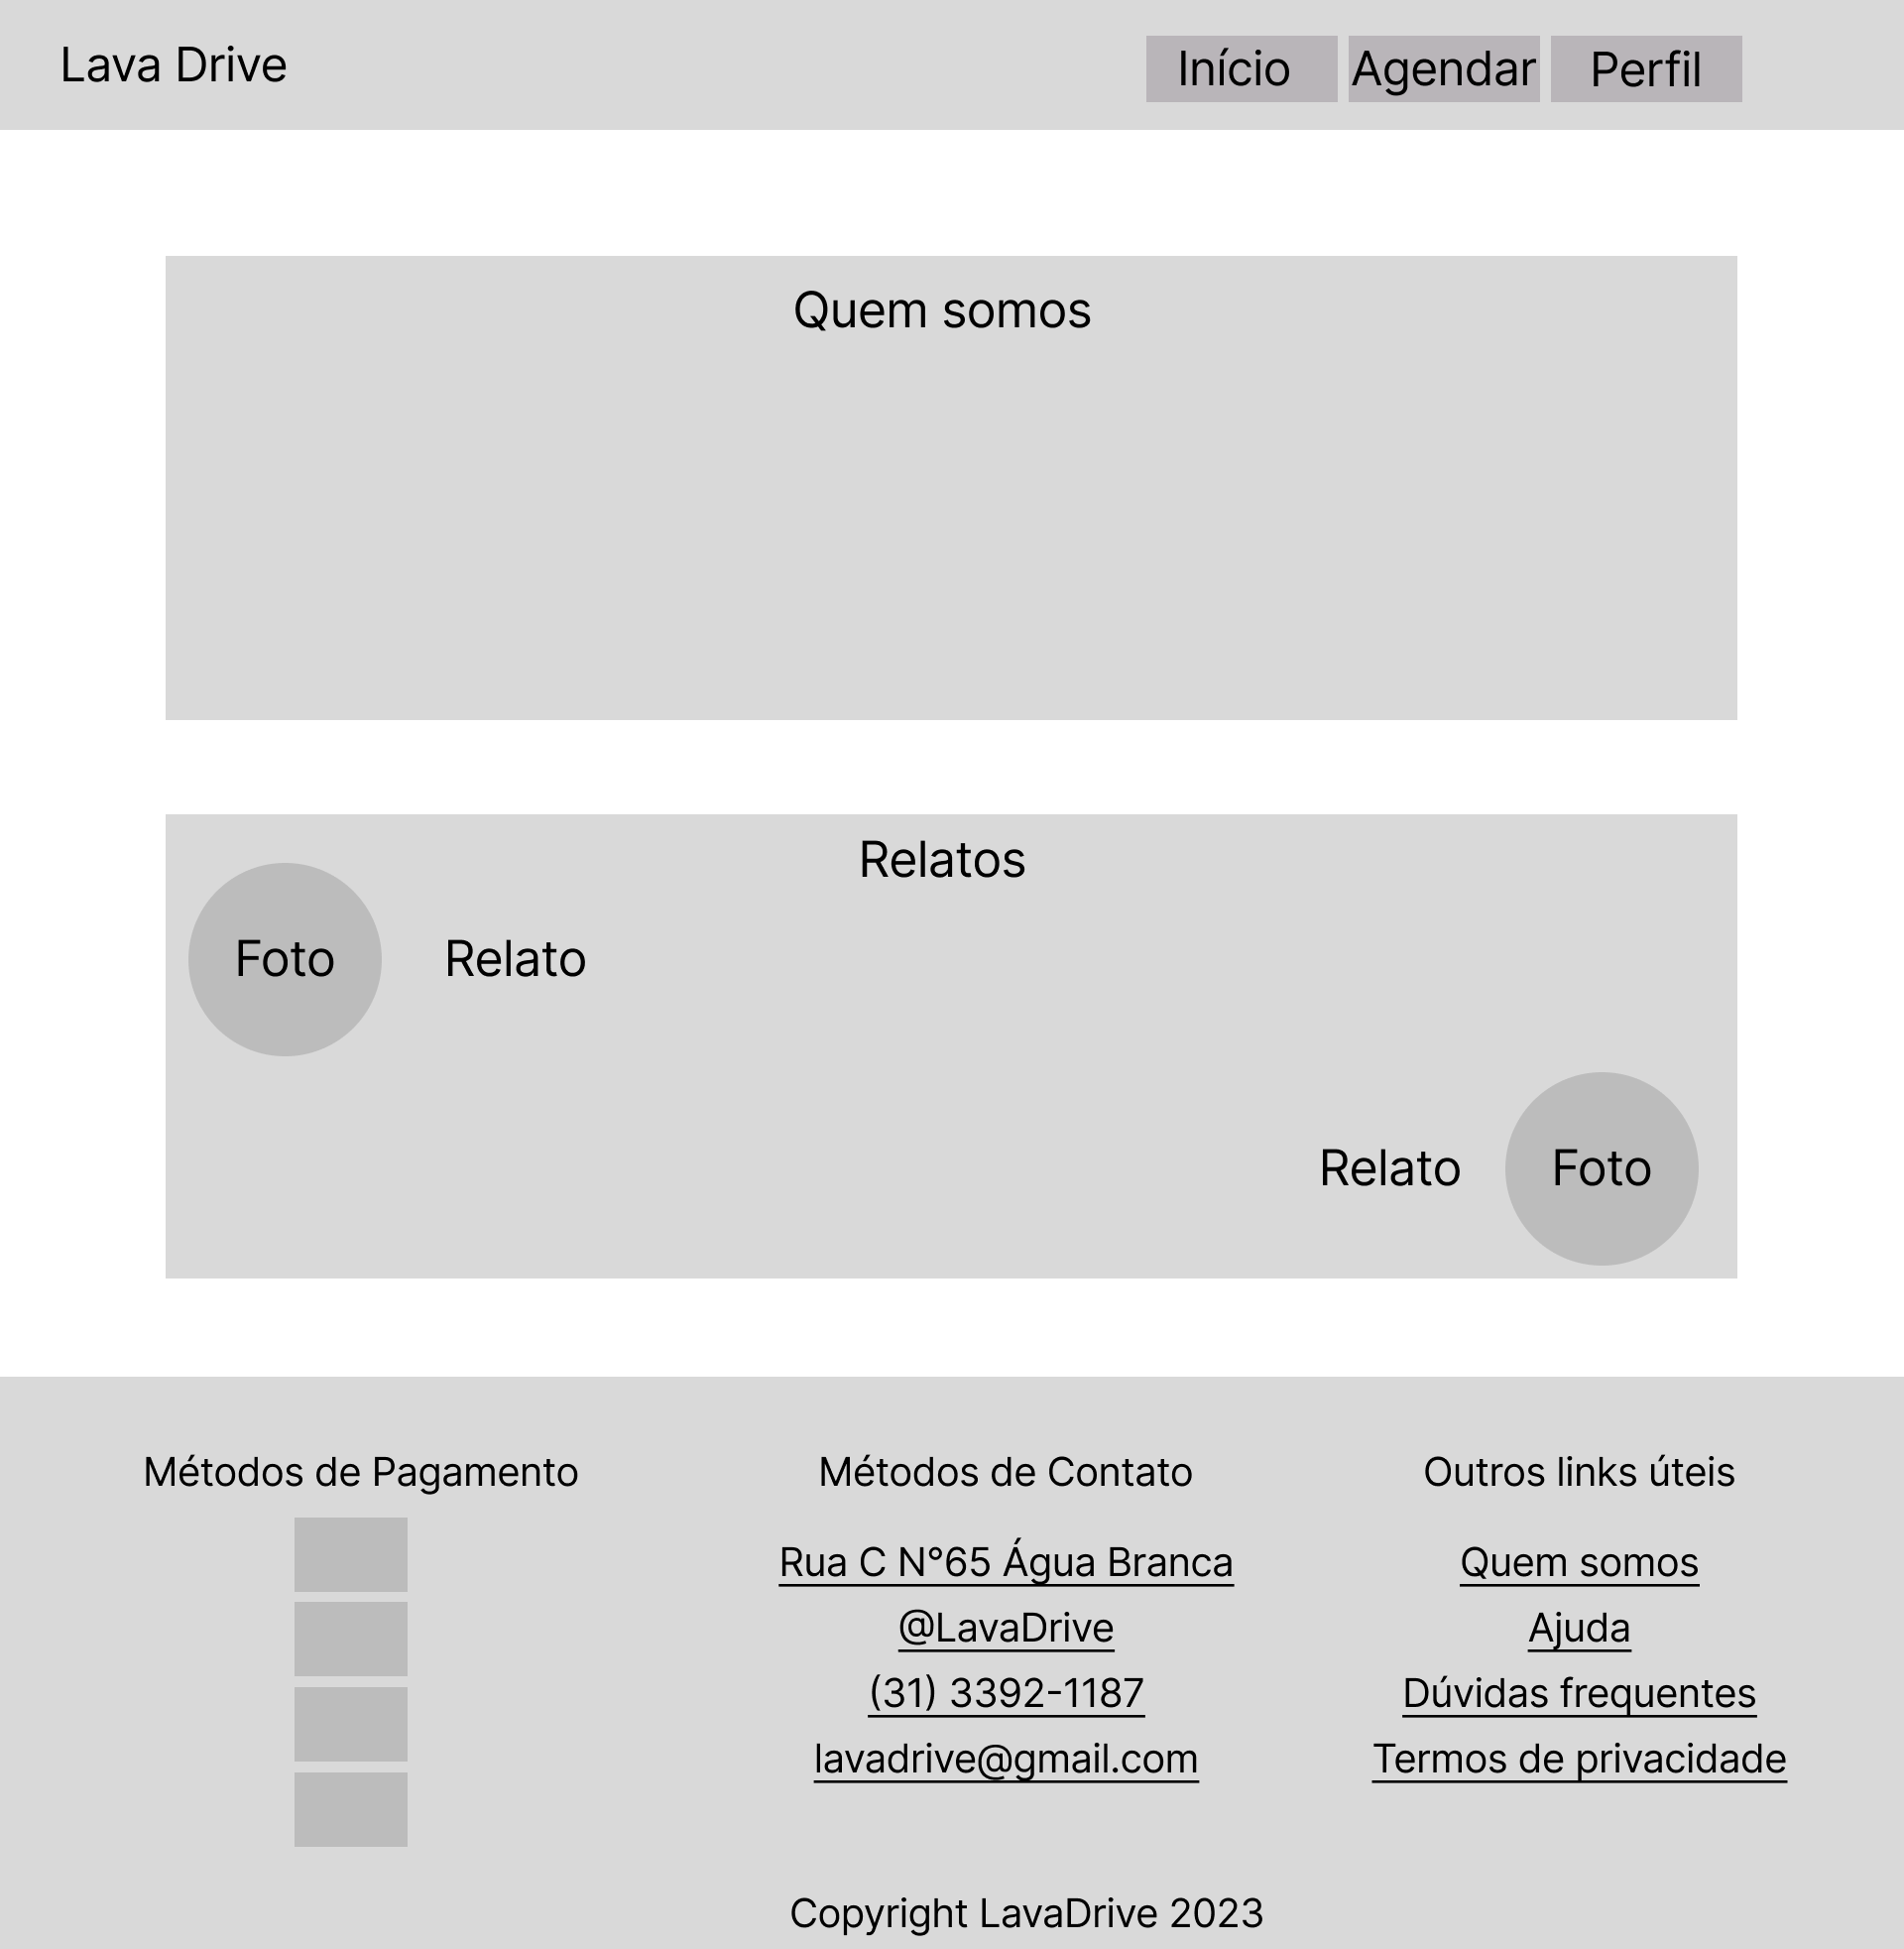 Lava Drive
Início
Agendar
Perfil
Quem somos
Relatos
Foto
Relato
Relato
Foto
Métodos de Pagamento
Métodos de Contato
Rua C N°65 Água Branca
@LavaDrive
(31) 3392-1187
lavadrive@gmail.com
Outros links úteis
Quem somos
Ajuda
Dúvidas frequentes
Termos de privacidade
Copyright LavaDrive 2023